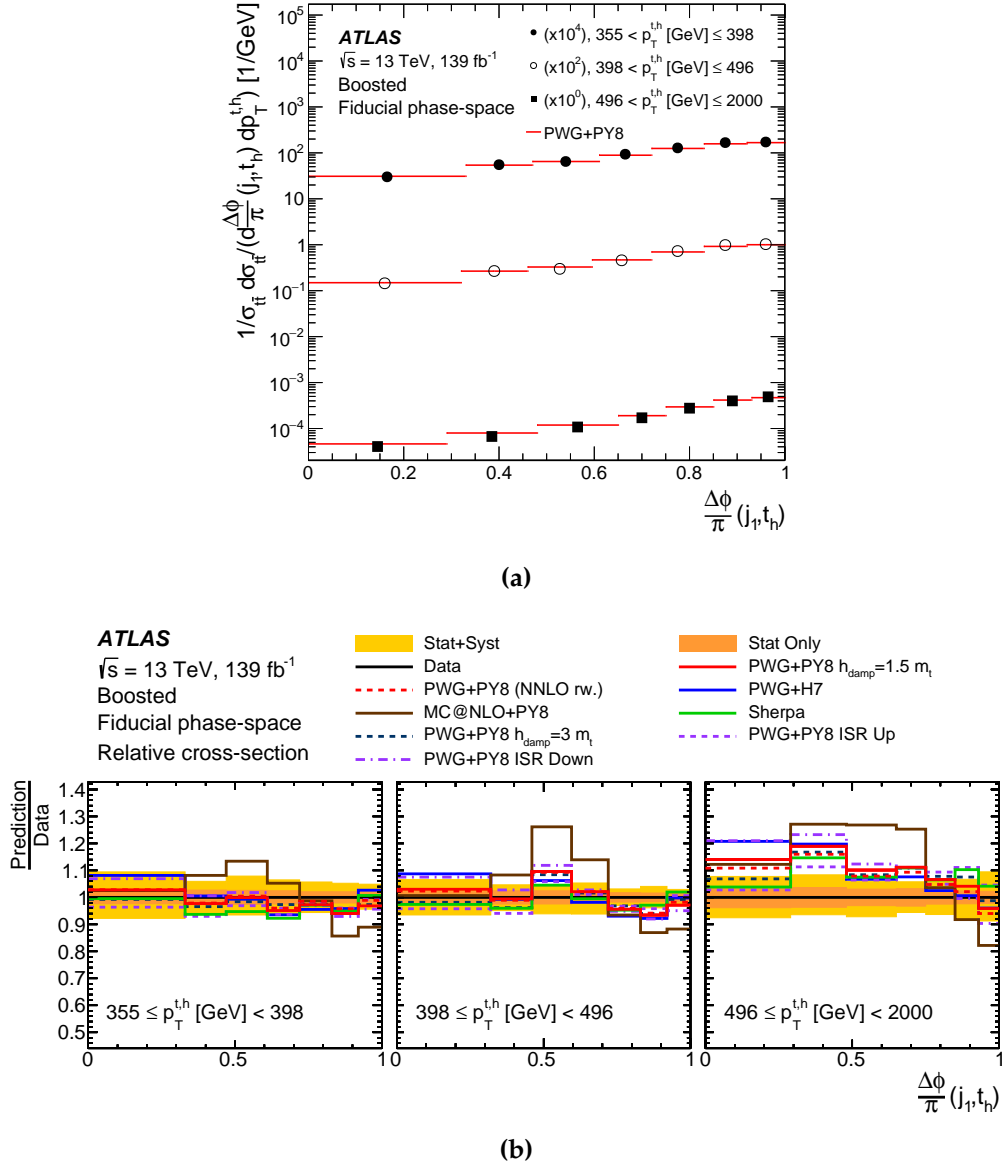 ATLAS
√s = 13 TeV, 139 fb⁻¹
Boosted
Fiducial phase-space
(x10⁴), 355 < p_T^{t,h} [GeV] ≤ 398
(x10²), 398 < p_T^{t,h} [GeV] ≤ 496
(x10⁰), 496 < p_T^{t,h} [GeV] ≤ 2000
PWG+PY8
1/σ_{tt̄} dσ_{tt̄}/(d Δϕ/π (j₁,t_h) dp_T^{t,h}) [1/GeV]
10⁵
10⁴
10³
10²
10
1
10⁻¹
10⁻²
10⁻³
10⁻⁴
0 0.2 0.4 0.6 0.8 1
Δϕ/π (j₁,t_h)
(a)
ATLAS
√s = 13 TeV, 139 fb⁻¹
Boosted
Fiducial phase-space
Relative cross-section
Stat+Syst
Data
PWG+PY8 (NNLO rw.)
MC@NLO+PY8
PWG+PY8 h_damp=3 m_t
PWG+PY8 ISR Down
Stat Only
PWG+PY8 h_damp=1.5 m_t
PWG+H7
Sherpa
PWG+PY8 ISR Up
Prediction
Data
1.4
1.3
1.2
1.1
1
0.9
0.8
0.7
0.6
0.5
355 ≤ p_T^{t,h} [GeV] < 398
398 ≤ p_T^{t,h} [GeV] < 496
496 ≤ p_T^{t,h} [GeV] < 2000
0 0.5 1 0 0.5 1 0 0.5 1
Δϕ/π (j₁,t_h)
(b)